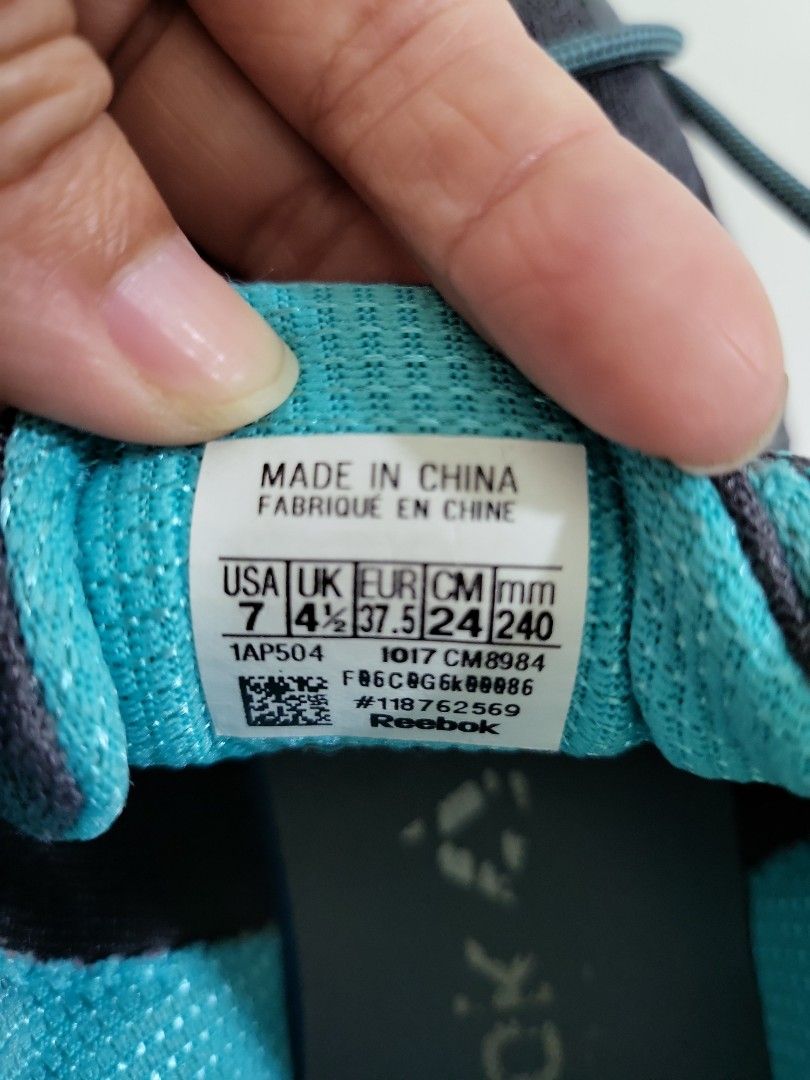 MADE IN CHINA
FABRIQUÉ EN CHINE
USA UK EUR CM mm
7 4½ 37.5 24 240
1AP504 1017 CM8984
F06C0G6k00086
#118762569
Reebok
CK